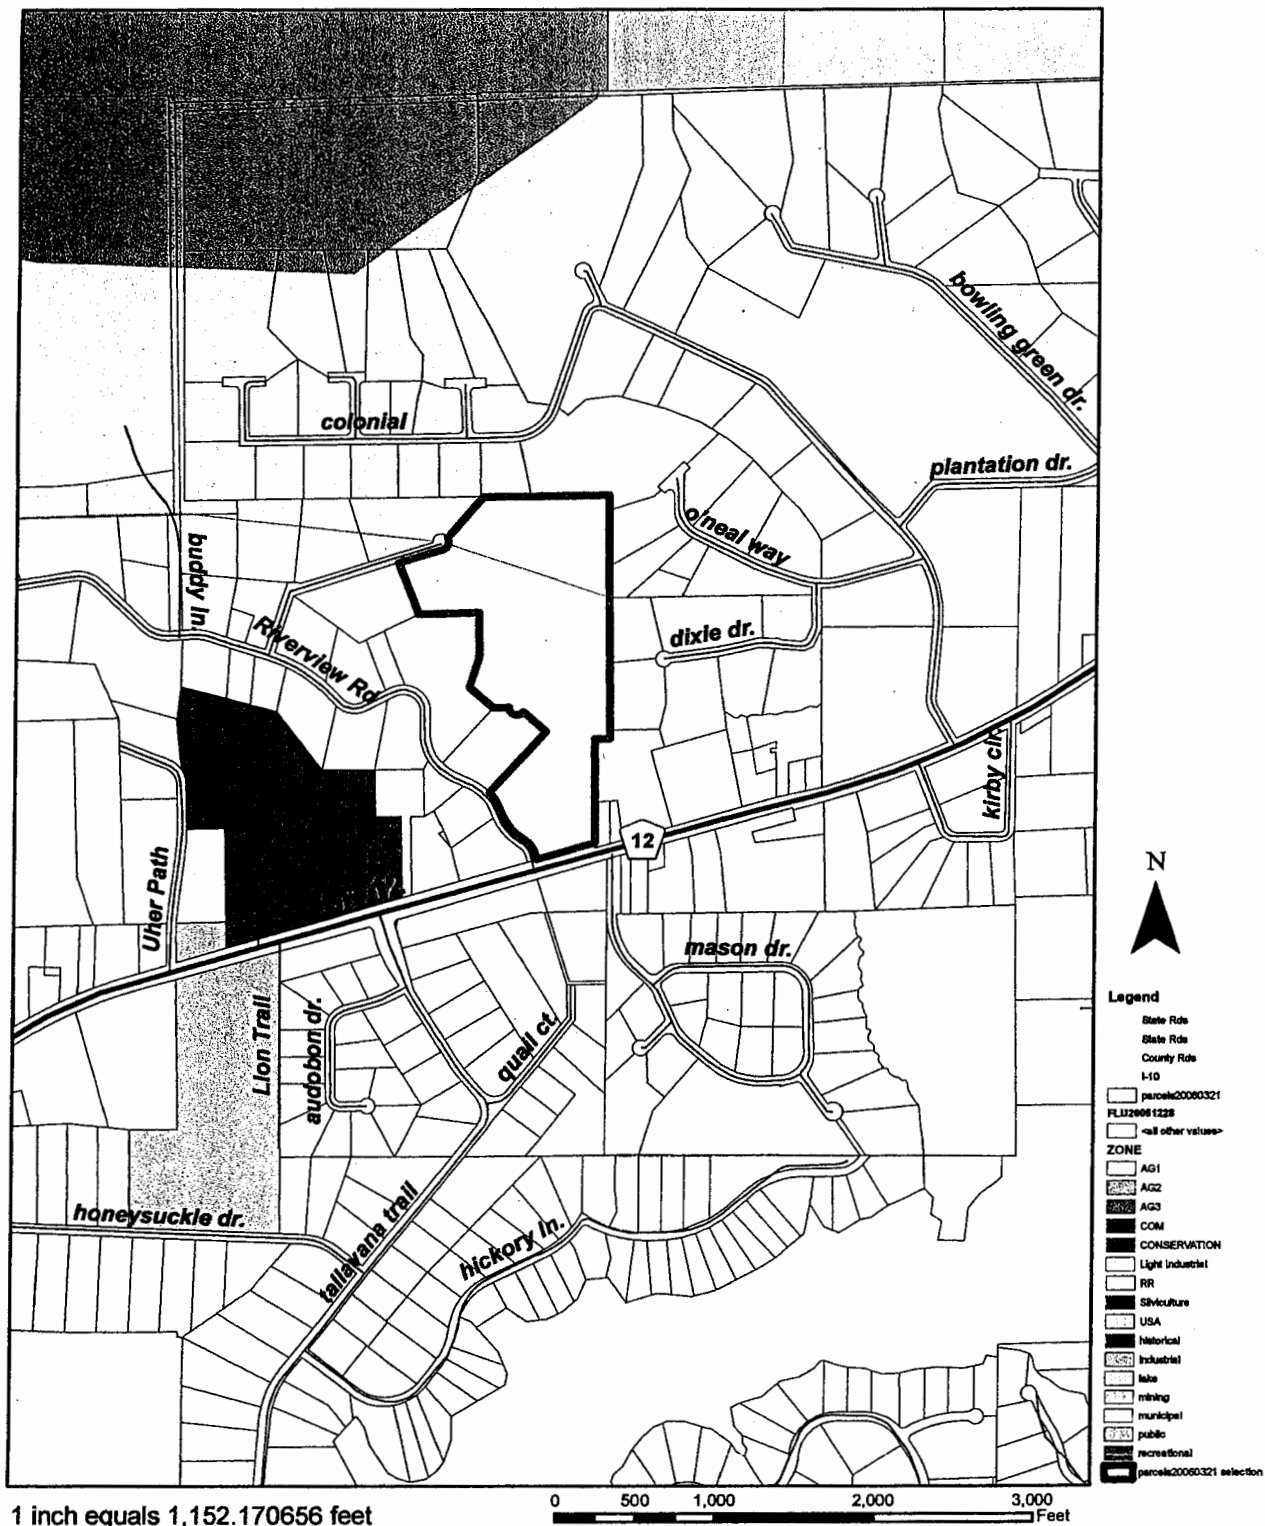 bowling green dr.
colonial
plantation dr.
o'neal way
buddy ln.
dixie dr.
Riverview Rd
kirby cir.
12
Uher Path
mason dr.
Lion Trail
audobon dr.
quail ct.
honeysuckle dr.
tallavana trail
hickory ln.
N
Legend
State Rds
State Rds
County Rds
I-10
parcels20060321
FLU20061228
<all other values>
ZONE
AG1
AG2
AG3
COM
CONSERVATION
Light Industrial
RR
Silviculture
USA
historical
industrial
lake
mining
municipal
public
recreational
parcels20060321 selection
1 inch equals 1,152.170656 feet
0 500 1,000 2,000 3,000
Feet